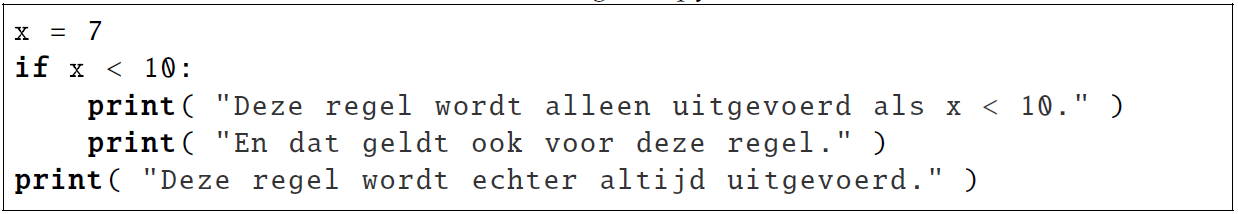 x = 7
if x < 10:
    print( "Deze regel wordt alleen uitgevoerd als x < 10." )
    print( "En dat geldt ook voor deze regel." )
print( "Deze regel wordt echter altijd uitgevoerd." )